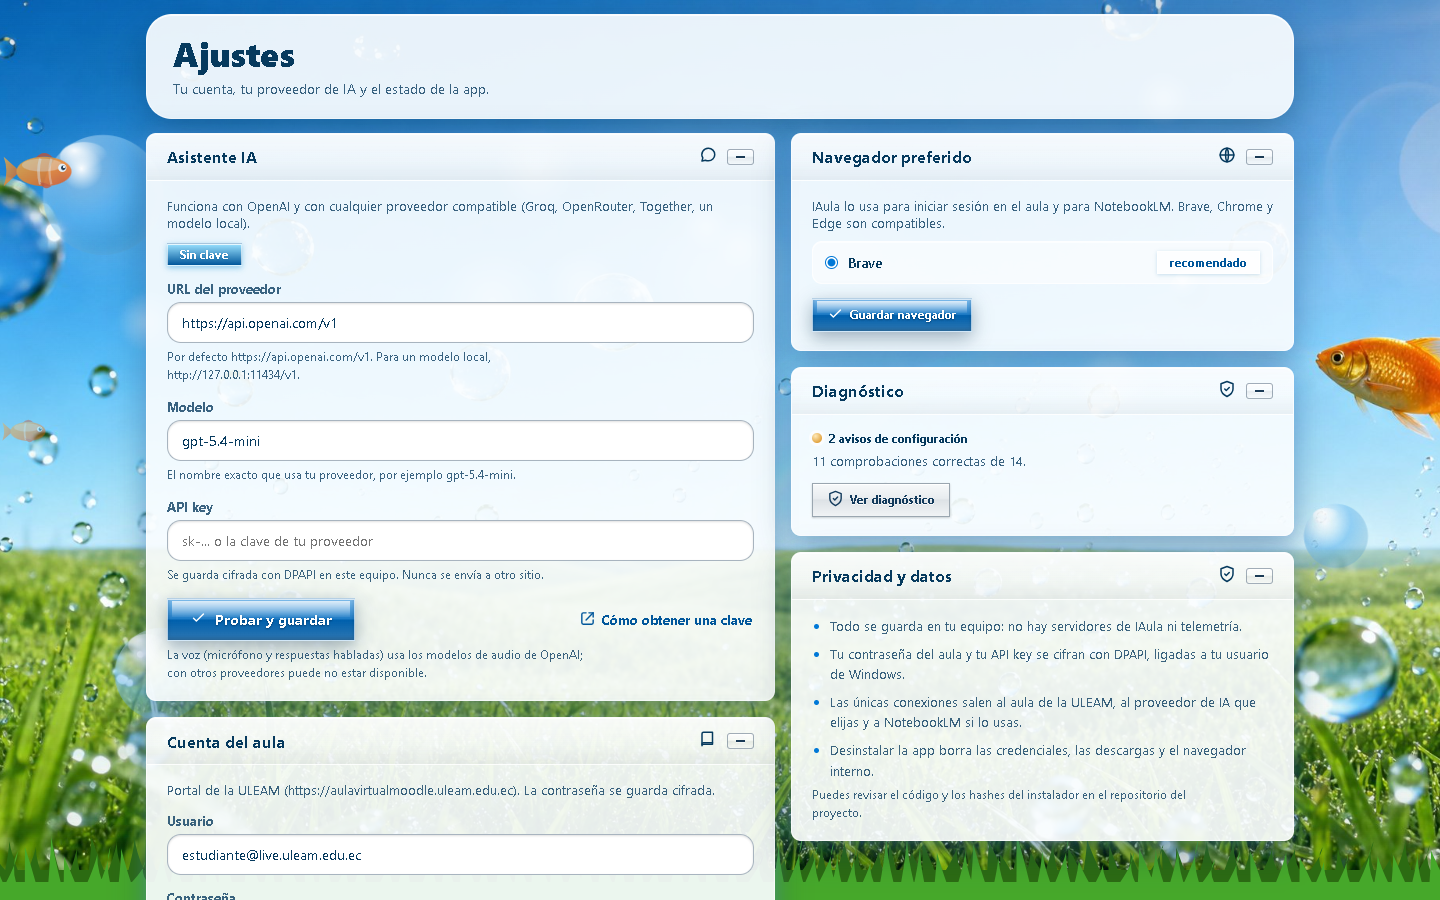 Ajustes
Tu cuenta, tu proveedor de IA y el estado de la app.
Asistente IA
Funciona con OpenAI y con cualquier proveedor compatible (Groq, OpenRouter, Together, un
modelo local).
Sin clave
URL del proveedor
https://api.openai.com/v1
Por defecto https://api.openai.com/v1. Para un modelo local,
http://127.0.0.1:11434/v1.
Modelo
gpt-5.4-mini
El nombre exacto que usa tu proveedor, por ejemplo gpt-5.4-mini.
API key
sk-... o la clave de tu proveedor
Se guarda cifrada con DPAPI en este equipo. Nunca se envía a otro sitio.
Probar y guardar
Cómo obtener una clave
La voz (micrófono y respuestas habladas) usa los modelos de audio de OpenAI;
con otros proveedores puede no estar disponible.
Cuenta del aula
Portal de la ULEAM (https://aulavirtualmoodle.uleam.edu.ec). La contraseña se guarda cifrada.
Usuario
estudiante@live.uleam.edu.ec
Contraseña
Navegador preferido
IAula lo usa para iniciar sesión en el aula y para NotebookLM. Brave, Chrome y
Edge son compatibles.
Brave
recomendado
Guardar navegador
Diagnóstico
2 avisos de configuración
11 comprobaciones correctas de 14.
Ver diagnóstico
Privacidad y datos
Todo se guarda en tu equipo: no hay servidores de IAula ni telemetría.
Tu contraseña del aula y tu API key se cifran con DPAPI, ligadas a tu usuario
de Windows.
Las únicas conexiones salen al aula de la ULEAM, al proveedor de IA que
elijas y a NotebookLM si lo usas.
Desinstalar la app borra las credenciales, las descargas y el navegador
interno.
Puedes revisar el código y los hashes del instalador en el repositorio del
proyecto.